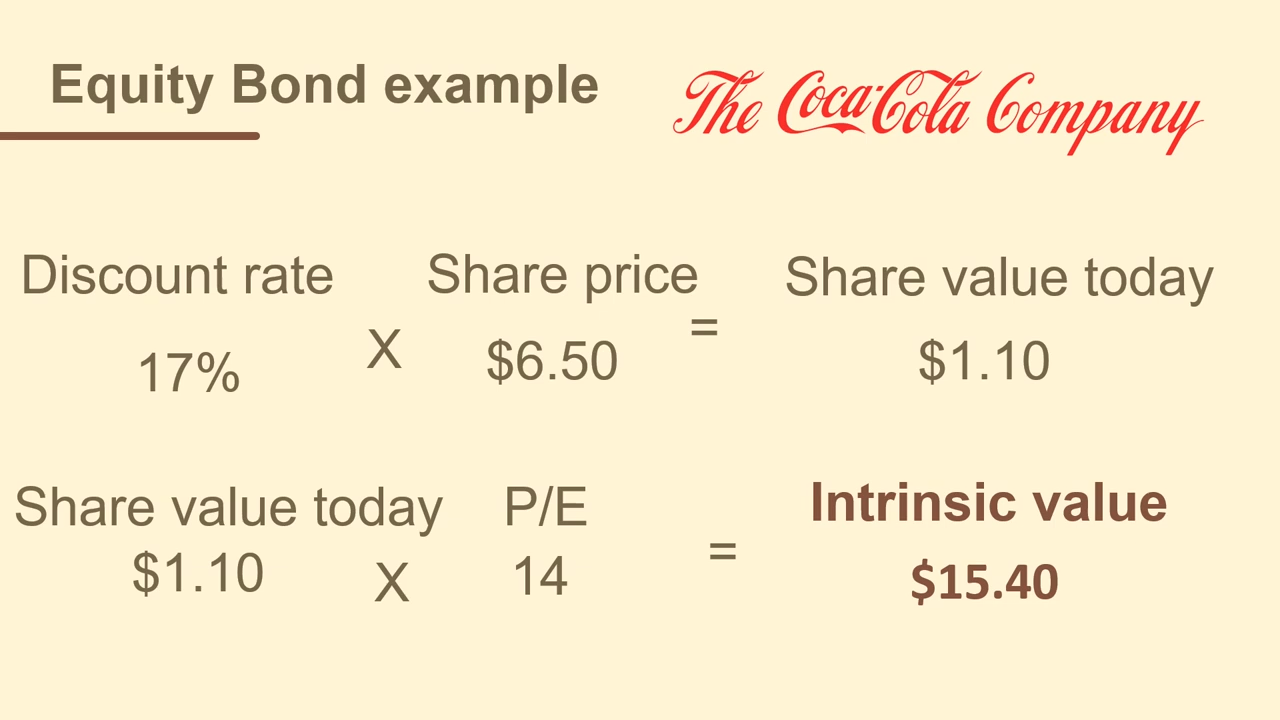 Equity Bond example
The Coca-Cola Company
Discount rate
Share price
Share value today
17%
X
$6.50
=
$1.10
Share value today
P/E
Intrinsic value
$1.10
X
14
=
$15.40